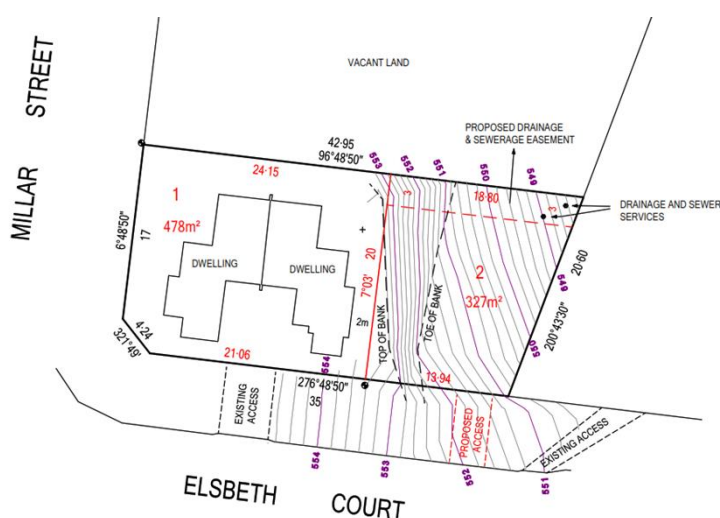 MILLAR STREET
VACANT LAND
PROPOSED DRAINAGE
& SEWERAGE EASEMENT
42·95
96°48'50"
553
552
551
550
549
24·15
18·80
3
3
DRAINAGE AND SEWER
SERVICES
1
478m²
6°48'50"
17
DWELLING
DWELLING
20
7°03'
2m
TOP OF BANK
TOE OF BANK
2
327m²
20·60
200°43'30"
549
550
4·24
321°49'
21·06
554
276°48'50"
35
13·94
EXISTING
ACCESS
PROPOSED
ACCESS
EXISTING ACCESS
554
553
552
551
ELSBETH COURT